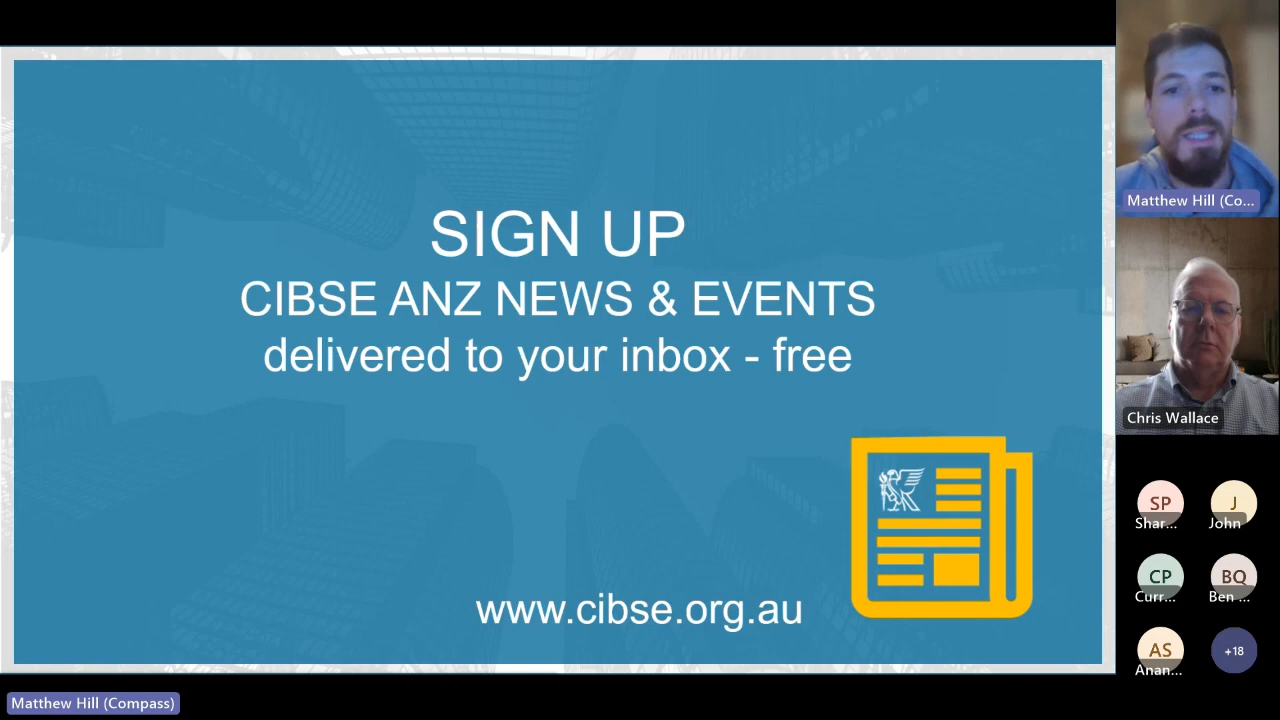 SIGN UP
CIBSE ANZ NEWS & EVENTS
delivered to your inbox - free
www.cibse.org.au
Matthew Hill (Compass)
Matthew Hill (Co...
Chris Wallace
SP
Shar...
J
John
CP
Curr...
BQ
Ben ...
AS
Anan...
+18